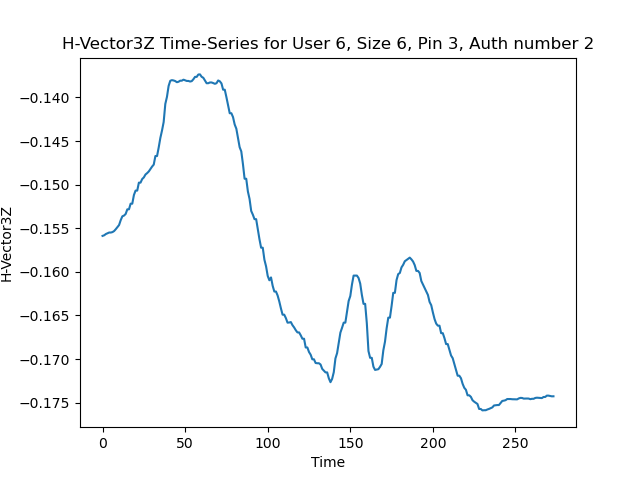 H-Vector3Z Time-Series for User 6, Size 6, Pin 3, Auth number 2
H-Vector3Z
−0.140
−0.145
−0.150
−0.155
−0.160
−0.165
−0.170
−0.175
0 50 100 150 200 250
Time